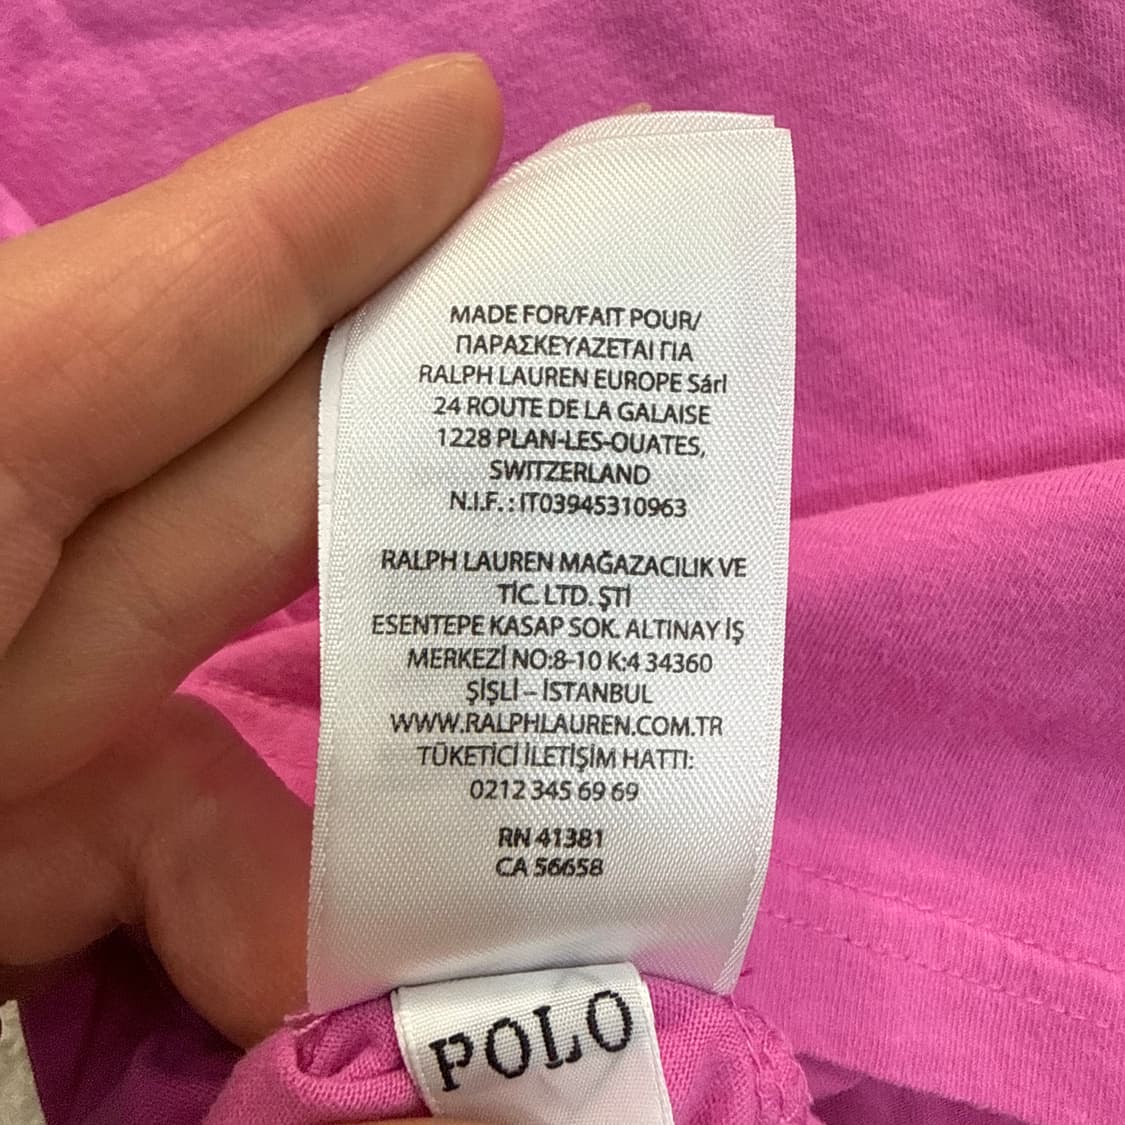 MADE FOR/FAIT POUR/
ΠΑΡΑΣΚΕΥΑΖΕΤΑΙ ΓΙΑ
RALPH LAUREN EUROPE Sárl
24 ROUTE DE LA GALAISE
1228 PLAN-LES-OUATES,
SWITZERLAND
N.I.F. : IT03945310963
RALPH LAUREN MAĞAZACILIK VE
TİC. LTD. ŞTİ
ESENTEPE KASAP SOK. ALTINAY İŞ
MERKEZİ NO:8-10 K:4 34360
ŞİŞLİ – İSTANBUL
WWW.RALPHLAUREN.COM.TR
TÜKETİCİ İLETİŞİM HATTI:
0212 345 69 69
RN 41381
CA 56658
POLO